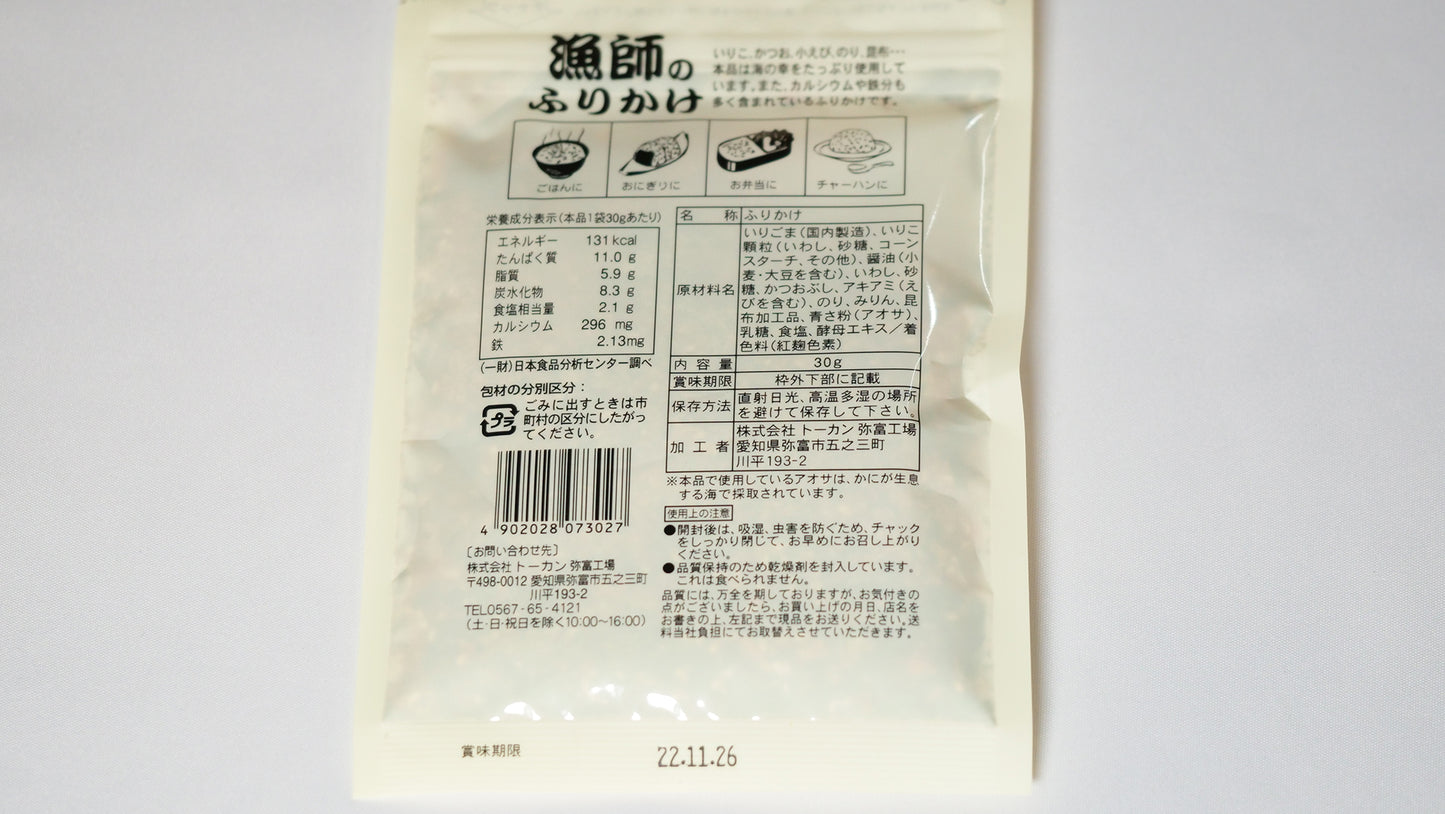 漁師の
ふりかけ
いりこ、かつお、小えび、のり、昆布…
本品は海の幸をたっぷり使用して
います。また、カルシウムや鉄分も
多く含まれているふりかけです。
ごはんに
おにぎりに
お弁当に
チャーハンに
栄養成分表示(本品1袋30gあたり)
エネルギー 131kcal
たんぱく質 11.0 g
脂質 5.9 g
炭水化物 8.3 g
食塩相当量 2.1 g
カルシウム 296 mg
鉄 2.13mg
(一財)日本食品分析センター調べ
包材の分別区分:
プラ
ごみに出すときは市
町村の区分にしたがっ
てください。
4 902028 073027
[お問い合わせ先]
株式会社 トーカン 弥富工場
〒498-0012 愛知県弥富市五之三町
川平193-2
TEL0567-65-4121
(土・日・祝日を除く10:00~16:00)
名称 ふりかけ
原材料名
いりごま(国内製造)、いりこ
顆粒(いわし、砂糖、コーン
スターチ、その他)、醤油(小
麦・大豆を含む)、いわし、砂
糖、かつおぶし、アキアミ(え
びを含む)、のり、みりん、昆
布加工品、青さ粉(アオサ)、
乳糖、食塩、酵母エキス/着
色料(紅麹色素)
内容量 30g
賞味期限 枠外下部に記載
保存方法
直射日光、高温多湿の場所
を避けて保存して下さい。
加工者
株式会社 トーカン 弥富工場
愛知県弥富市五之三町
川平193-2
※本品で使用しているアオサは、かにが生息
する海で採取されています。
使用上の注意
●開封後は、吸湿、虫害を防ぐため、チャック
をしっかり閉じて、お早めにお召し上がり
ください。
●品質保持のため乾燥剤を封入しています。
これは食べられません。
品質には、万全を期しておりますが、お気付きの
点がございましたら、お買い上げの月日、店名を
お書きの上、左記まで現品をお送りください。送
料当社負担にてお取替えさせていただきます。
賞味期限 22.11.26